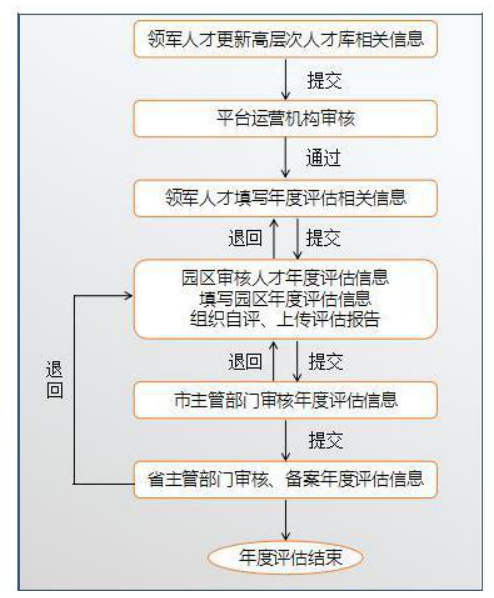 领军人才更新高层次人才库相关信息
提交
平台运营机构审核
通过
领军人才填写年度评估相关信息
退回
提交
园区审核人才年度评估信息
填写园区年度评估信息
组织自评、上传评估报告
退回
提交
退回
市主管部门审核年度评估信息
提交
省主管部门审核、备案年度评估信息
年度评估结束